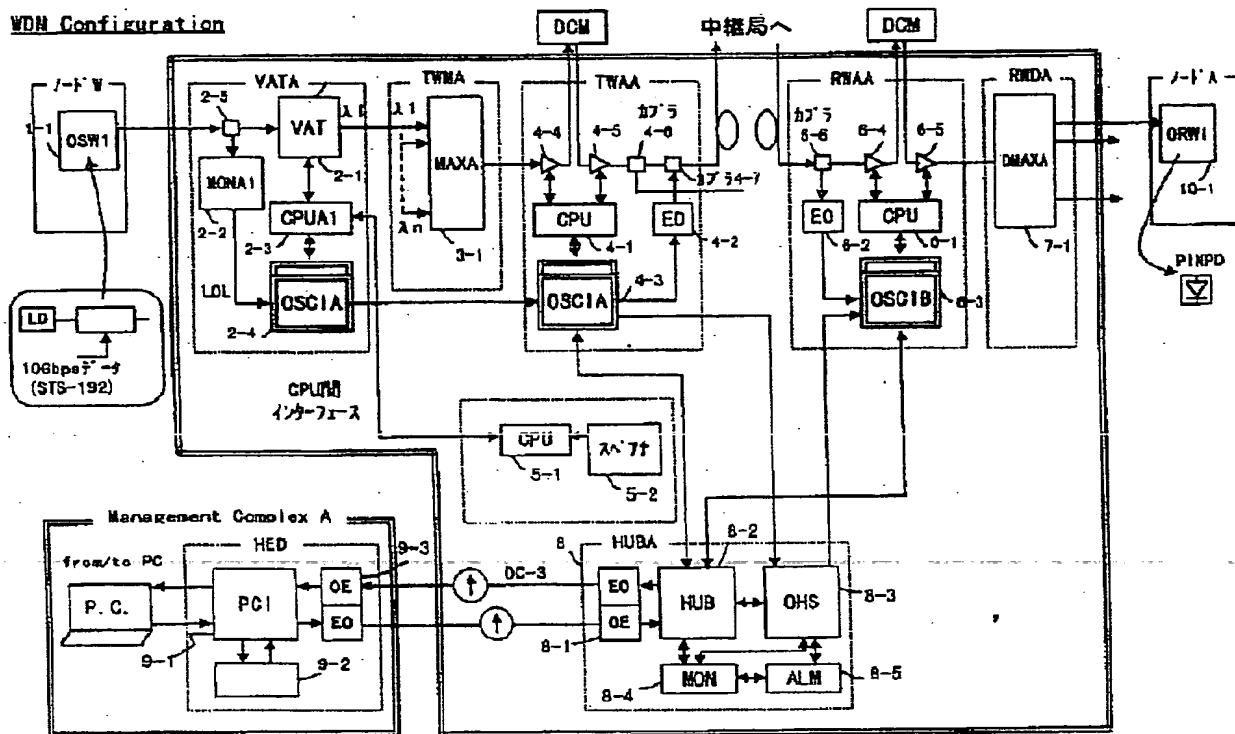 WDN Configuration
DCM
中継局へ
DCM
ノードW
VATA
TWMA
TWAA
RWAA
RWDA
ノードA
1-1
OSW1
2-5
VAT
2-1
λ1
λn
MONA1
2-2
CPUA1
2-3
LOL
OSCIA
2-4
MAXA
3-1
4-4
4-5
カプラ
4-6
カプラ4-7
CPU
4-1
EO
4-2
OSCIA
4-3
カプラ
6-6
6-4
6-5
EO
6-2
CPU
6-1
OSCIB
6-3
DMAXA
7-1
ORW1
10-1
PINPD
LD
10Gbpsデータ
(STS-192)
CPU間
インターフェース
CPU
5-1
スペアナ
5-2
Management Complex A
HED
from/to PC
P.C.
PCI
9-1
9-2
9-3
OE
EO
OC-3
8
HUBA
EO
OE
8-1
HUB
8-2
OHS
8-3
MON
8-4
ALM
8-5